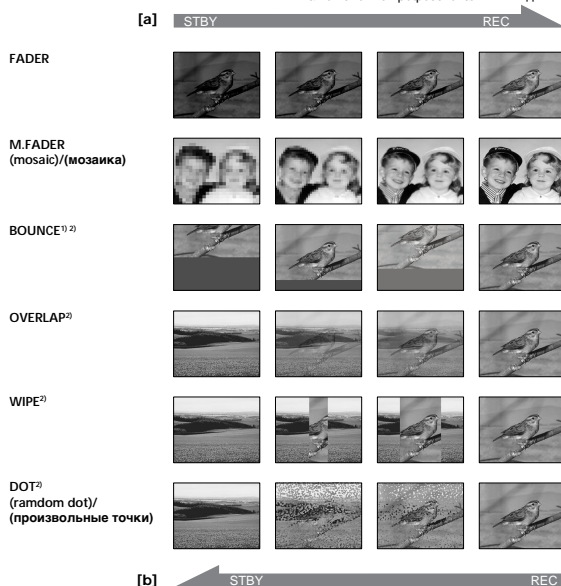 [a] STBY REC
FADER
M.FADER
(mosaic)/(мозаика)
BOUNCE1) 2)
OVERLAP2)
WIPE2)
DOT2)
(ramdom dot)/
(произвольные точки)
[b] STBY REC